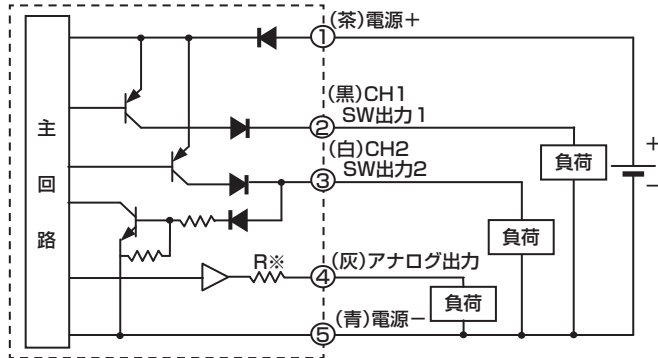 ①
(茶)電源+
(黒)CH1
SW出力1
②
(白)CH2
SW出力2
③
主回路
R※
④
(灰)アナログ出力
⑤
(青)電源−
負荷
負荷
負荷
+
−